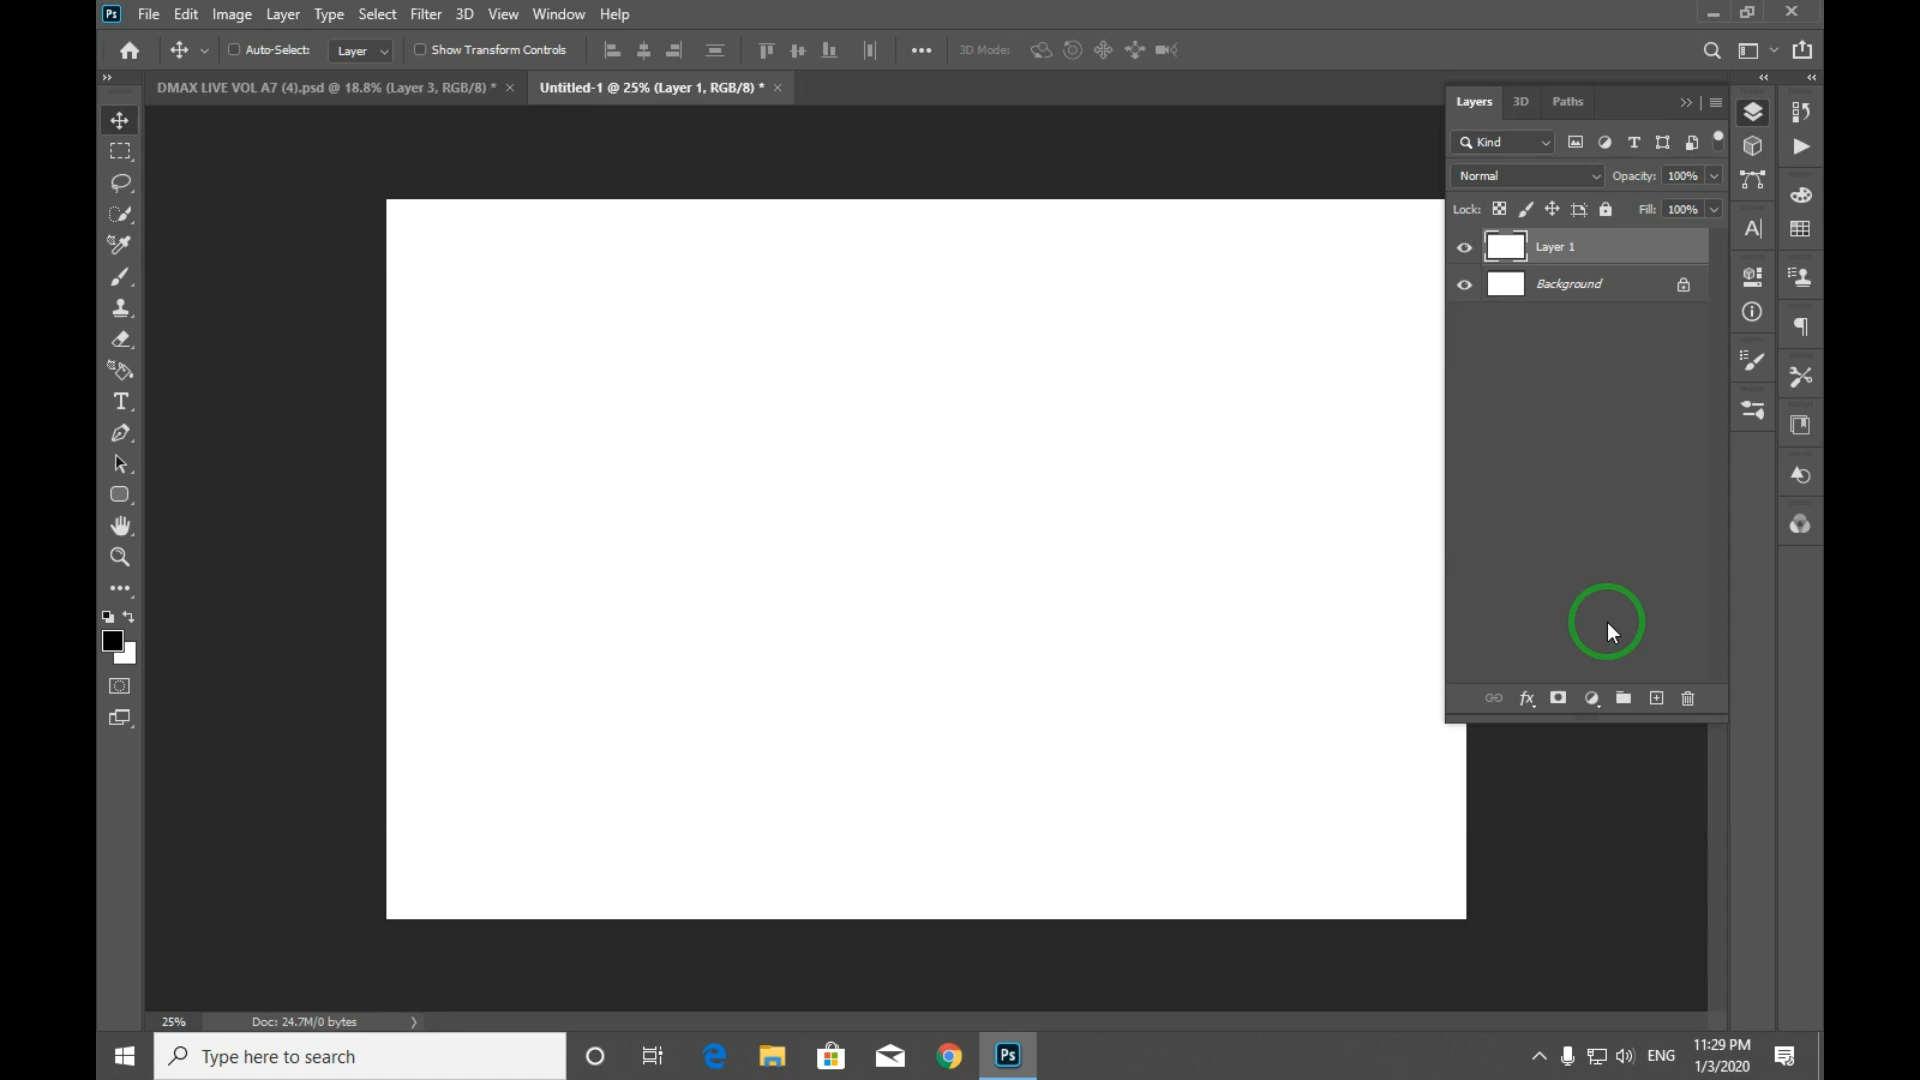 Ps File Edit Image Layer Type Select Filter 3D View Window Help
Auto-Select: Layer Show Transform Controls 3D Mode:
DMAX LIVE VOL A7 (4).psd @ 18.8% (Layer 3, RGB/8) * × Untitled-1 @ 25% (Layer 1, RGB/8) * ×
Layers 3D Paths
Kind
Normal Opacity: 100%
Lock: Fill: 100%
Layer 1
Background
fx
25% Doc: 24.7M/0 bytes
Type here to search
Ps
ENG
11:29 PM
1/3/2020